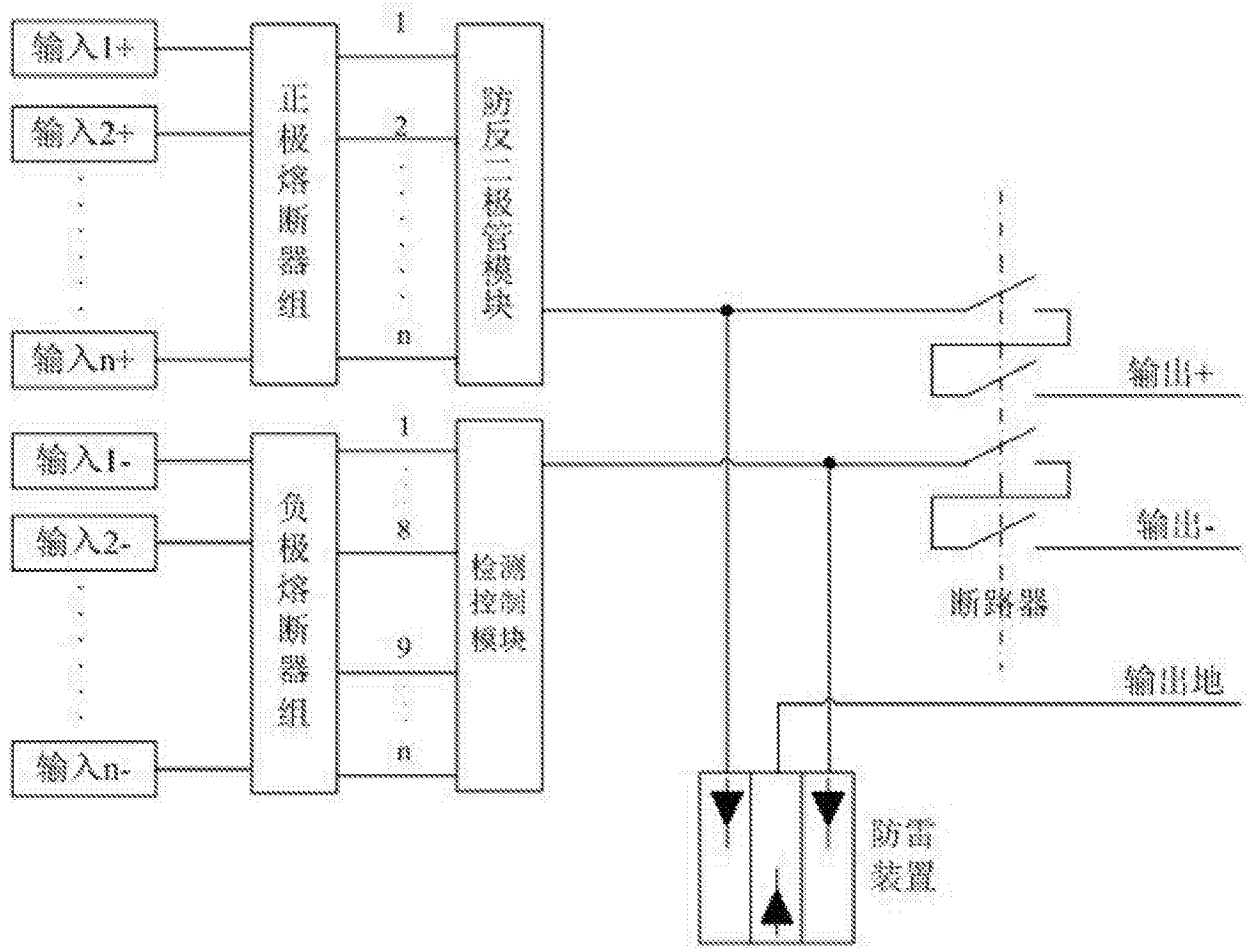 输入1+
输入2+
输入n+
输入1-
输入2-
输入n-
正极熔断器组
负极熔断器组
1
2
n
1
8
9
n
防反二极管模块
检测
控制
模块
输出+
输出-
断路器
输出地
防雷
装置